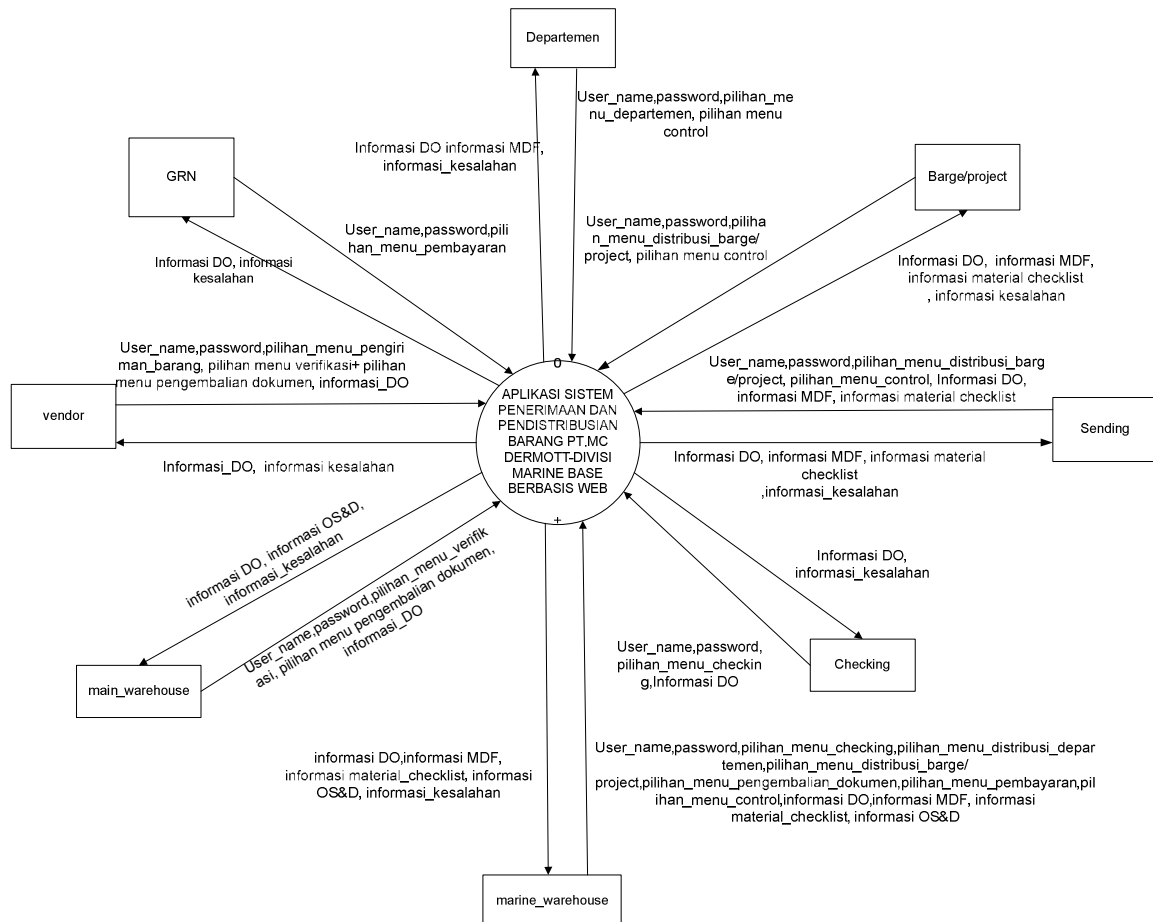 Departemen
User_name,password,pilihan_me
nu_departemen, pilihan menu
control
Informasi DO informasi MDF,
informasi_kesalahan
GRN
Barge/project
User_name,password,pili
han_menu_pembayaran
User_name,password,piliha
n_menu_distribusi_barge/
project, pilihan menu control
Informasi DO, informasi
kesalahan
Informasi DO, informasi MDF,
informasi material checklist
, informasi kesalahan
User_name,password,pilihan_menu_pengiri
man_barang, pilihan menu verifikasi+ pilihan
menu pengembalian dokumen, informasi_DO
User_name,password,pilihan_menu_distribusi_barg
e/project, pilihan_menu_control, Informasi DO,
informasi MDF, informasi material checklist
vendor
Sending
0
APLIKASI SISTEM
PENERIMAAN DAN
PENDISTRIBUSIAN
BARANG PT.MC
DERMOTT-DIVISI
MARINE BASE
BERBASIS WEB
+
Informasi_DO, informasi kesalahan
Informasi DO, informasi MDF, informasi material
checklist
,informasi_kesalahan
informasi DO, informasi OS&D,
informasi_kesalahan
User_name,password,pilihan_menu_verifik
asi, pilihan menu pengembalian dokumen,
informasi_DO
Informasi DO,
informasi_kesalahan
User_name,password,
pilihan_menu_checkin
g,Informasi DO
Checking
main_warehouse
informasi DO,informasi MDF,
informasi material_checklist, informasi
OS&D, informasi_kesalahan
User_name,password,pilihan_menu_checking,pilihan_menu_distribusi_depar
temen,pilihan_menu_distribusi_barge/
project,pilihan_menu_pengembalian_dokumen,pilihan_menu_pembayaran,pil
ihan_menu_control,informasi DO,informasi MDF, informasi
material_checklist, informasi OS&D
marine_warehouse